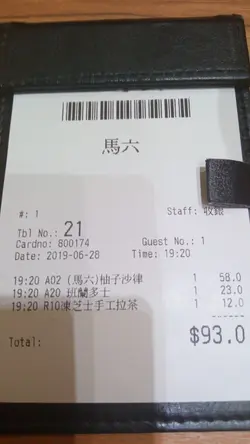 馬六
#: 1 Staff: 收銀
Tbl No.: 21
Cardno: 800174 Guest No.: 1
Date: 2019-06-28 Time: 19:20
19:20 A02 (馬六)柚子沙律 1 58.0
19:20 A20 班蘭多士 1 23.0
19:20 R10凍芝士手工拉茶 1 12.0
Total: $93.0